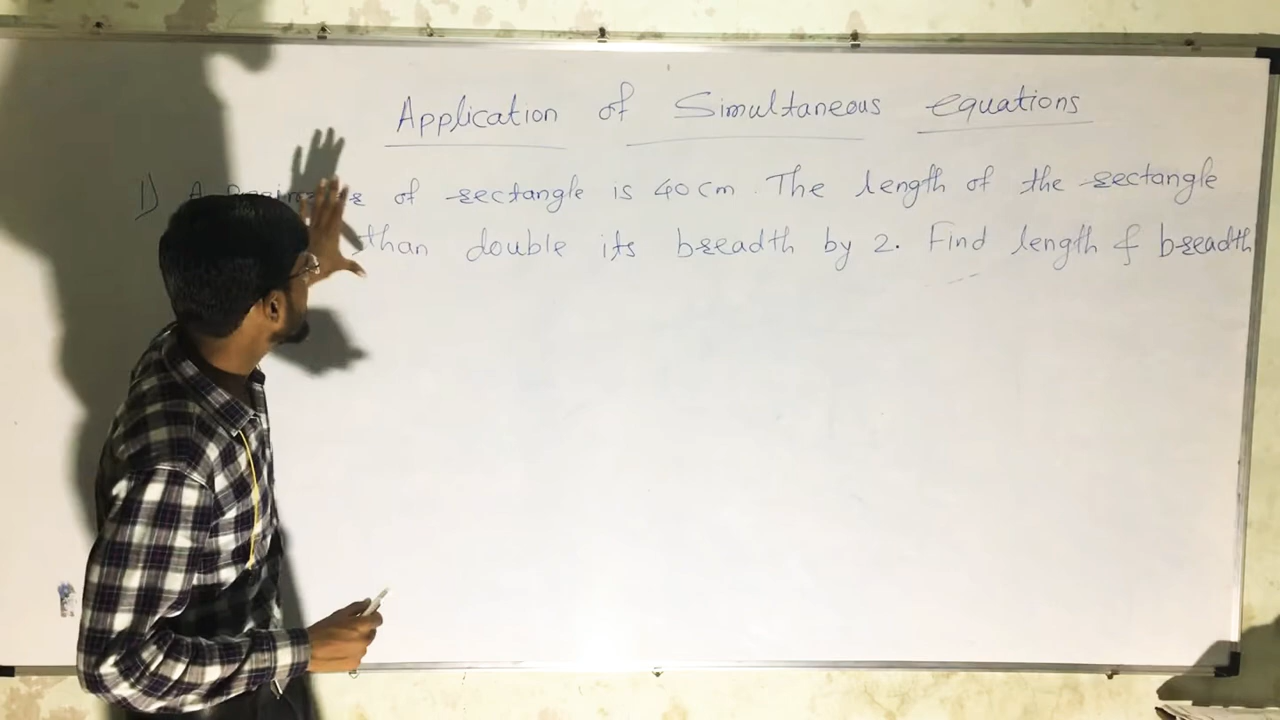 Application of Simultaneous equations
1) A of rectangle is 40 cm. The length of the rectangle
than double its breadth by 2. Find length & breadth